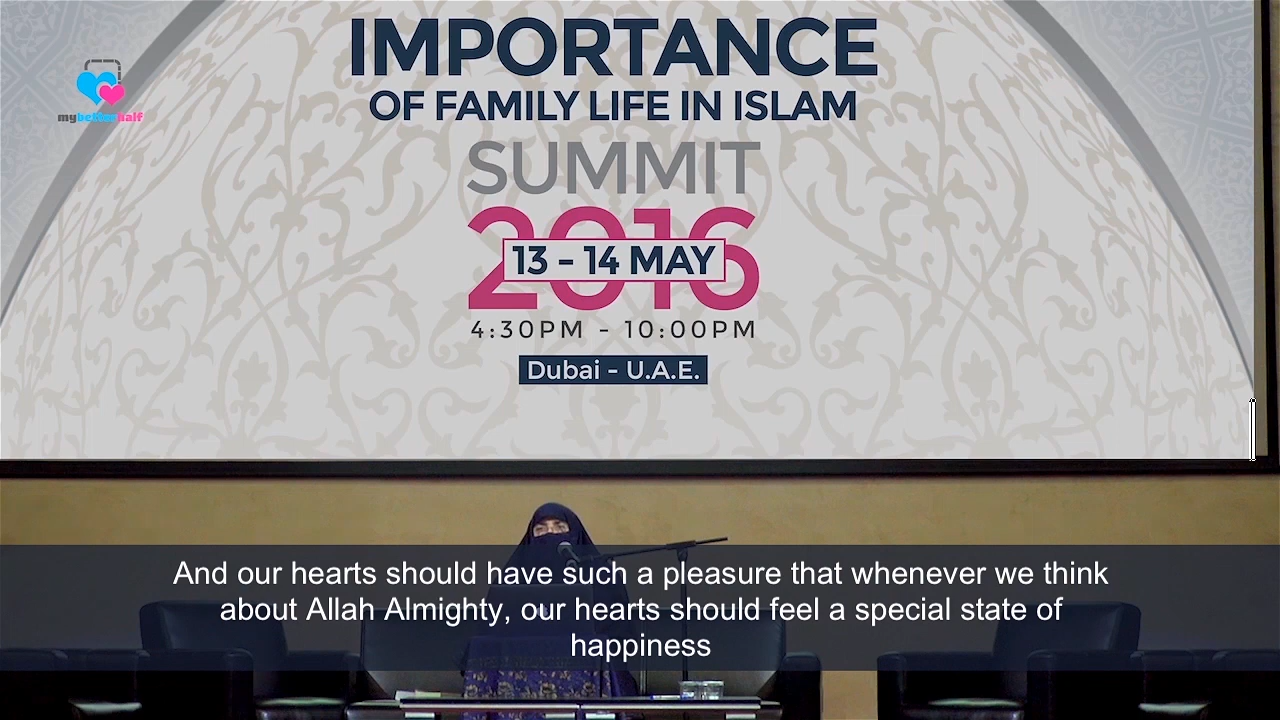 IMPORTANCE
OF FAMILY LIFE IN ISLAM
mybetterhalf
SUMMIT
2016
13 - 14 MAY
4:30PM - 10:00PM
Dubai - U.A.E.
And our hearts should have such a pleasure that whenever we think
about Allah Almighty, our hearts should feel a special state of
happiness